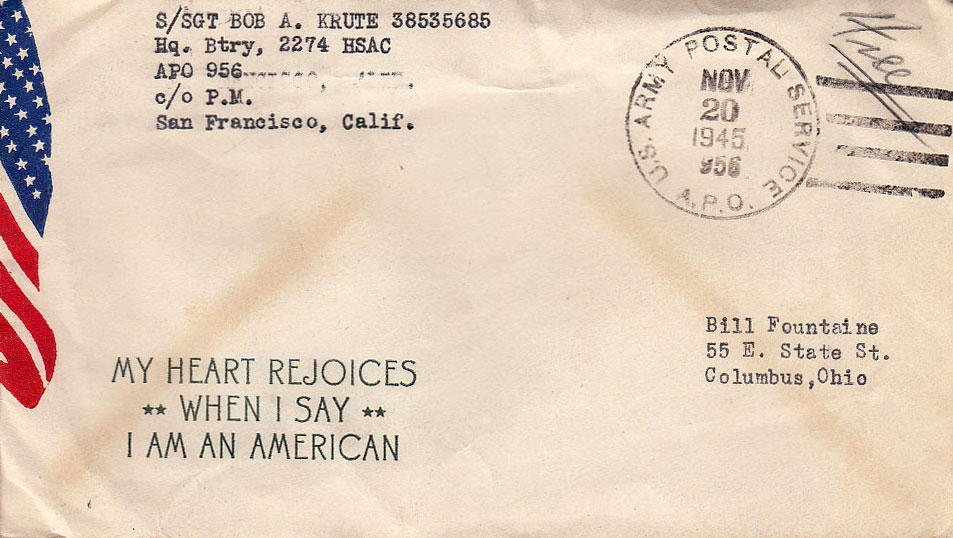 S/SGT BOB A. KRUTE 38535685
Hq. Btry, 2274 HSAC
APO 956
c/o P.M.
San Francisco, Calif.
Free
U.S. ARMY POSTAL SERVICE
NOV
20
1945
956
A.P.O.
Bill Fountaine
55 E. State St.
Columbus,Ohio
MY HEART REJOICES
★★ WHEN I SAY ★★
I AM AN AMERICAN